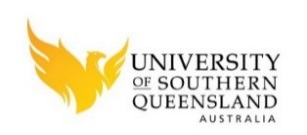 UNIVERSITY
OF SOUTHERN
QUEENSLAND
AUSTRALIA